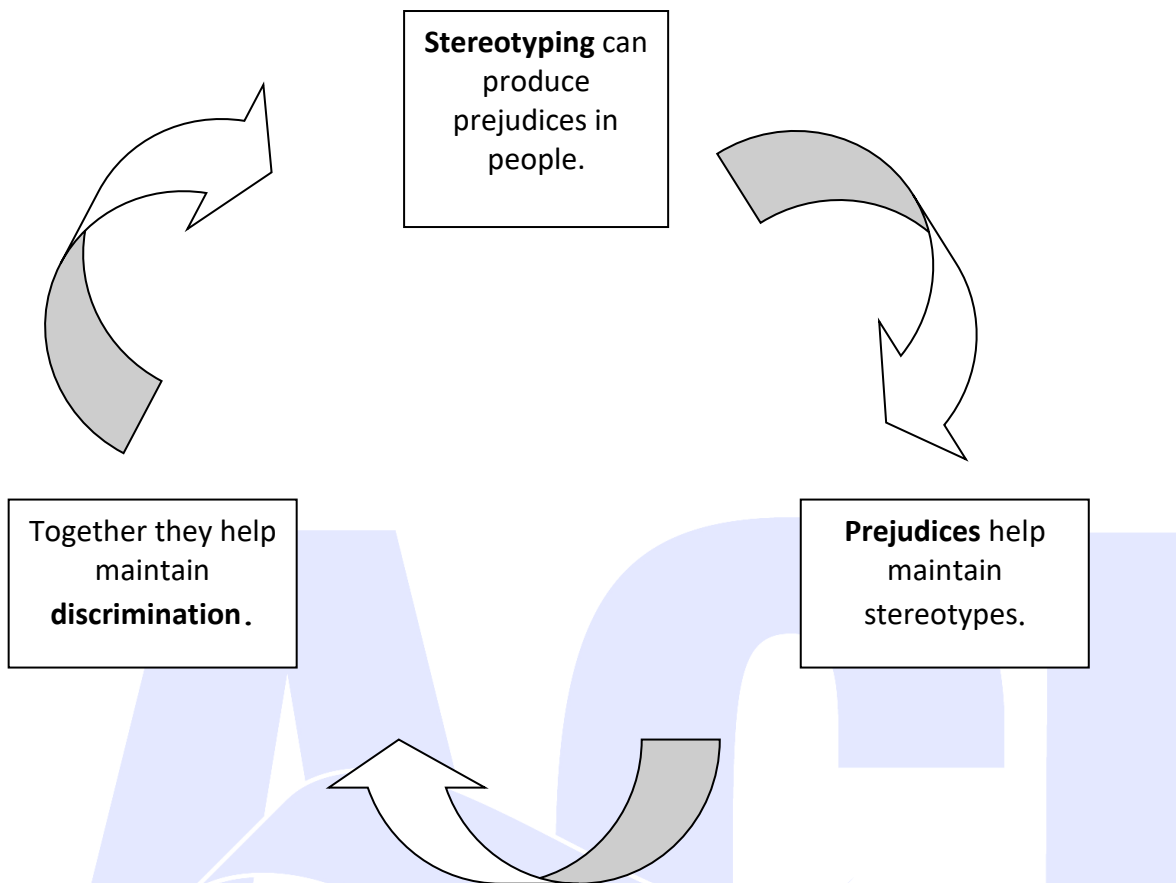 Stereotyping can
produce
prejudices in
people.
Together they help
maintain
discrimination.
Prejudices help
maintain
stereotypes.